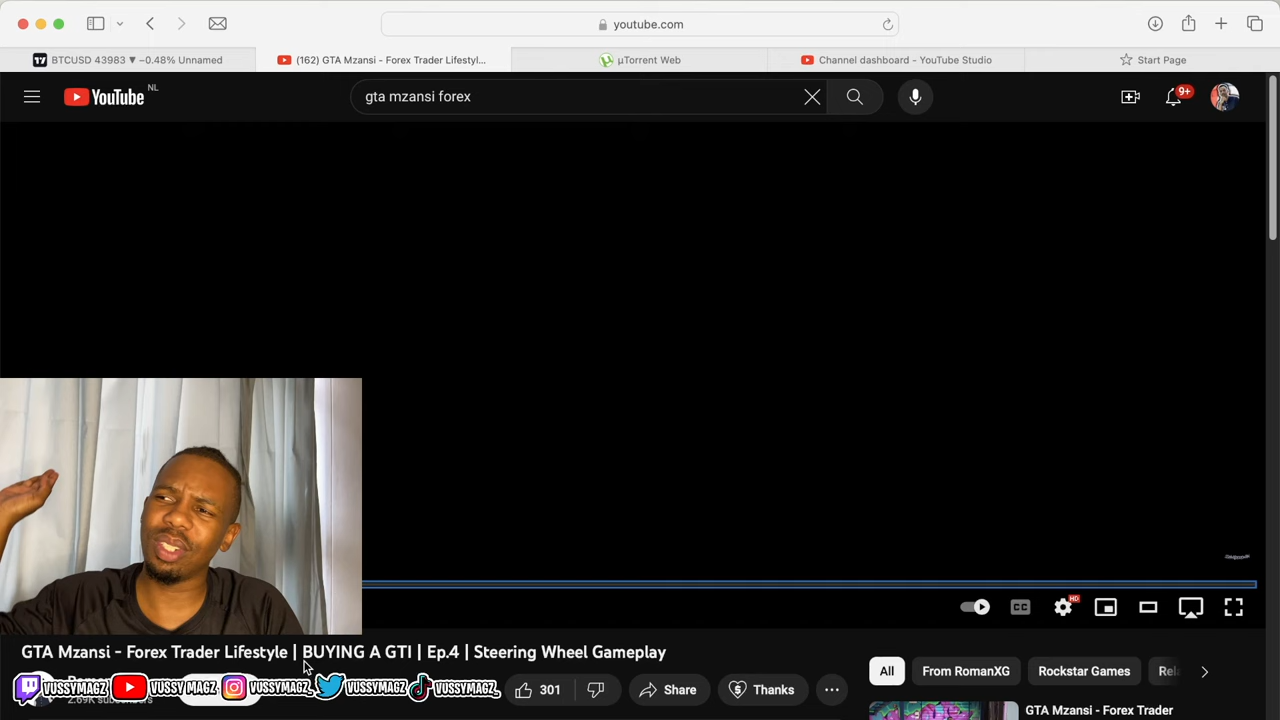 youtube.com
BTCUSD 43983 ▼ −0.48% Unnamed
(162) GTA Mzansi - Forex Trader Lifestyl...
µTorrent Web
Channel dashboard - YouTube Studio
Start Page
YouTube NL
gta mzansi forex
9+
CC
HD
GTA Mzansi - Forex Trader Lifestyle | BUYING A GTI | Ep.4 | Steering Wheel Gameplay
VUSSYMAGZ
VUSSY MAGZ
VUSSYMAGZ
VUSSYMAGZ
VUSSYMAGZ
301
Share
Thanks
All
From RomanXG
Rockstar Games
GTA Mzansi - Forex Trader